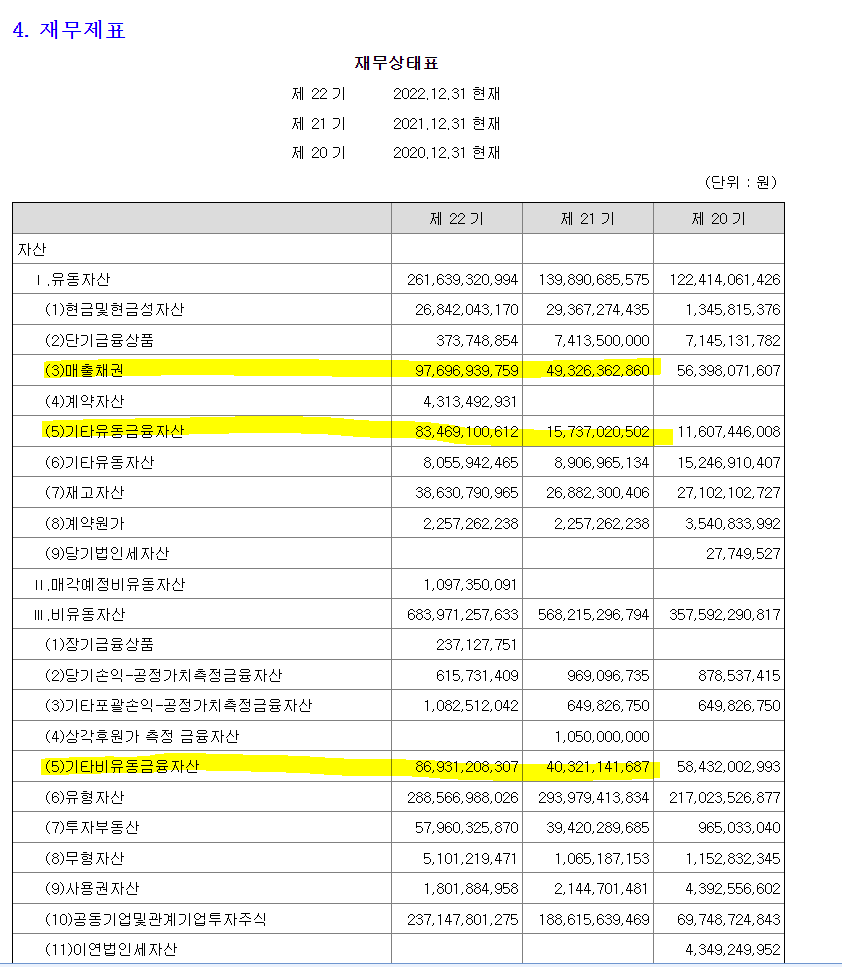 4. 재무제표
재무상태표
제 22 기 2022.12.31 현재
제 21 기 2021.12.31 현재
제 20 기 2020.12.31 현재
(단위 : 원)
제 22 기 제 21 기 제 20 기
자산
Ⅰ.유동자산 261,639,320,994 139,890,685,575 122,414,061,426
(1)현금및현금성자산 26,842,043,170 29,367,274,435 1,345,815,376
(2)단기금융상품 373,748,854 7,413,500,000 7,145,131,782
(3)매출채권 97,696,939,759 49,326,362,860 56,398,071,607
(4)계약자산 4,313,492,931
(5)기타유동금융자산 83,469,100,612 15,737,020,502 11,607,446,008
(6)기타유동자산 8,055,942,465 8,906,965,134 15,246,910,407
(7)재고자산 38,630,790,965 26,882,300,406 27,102,102,727
(8)계약원가 2,257,262,238 2,257,262,238 3,540,833,992
(9)당기법인세자산 27,749,527
Ⅱ.매각예정비유동자산 1,097,350,091
Ⅲ.비유동자산 683,971,257,633 568,215,296,794 357,592,290,817
(1)장기금융상품 237,127,751
(2)당기손익-공정가치측정금융자산 615,731,409 969,096,735 878,537,415
(3)기타포괄손익-공정가치측정금융자산 1,082,512,042 649,826,750 649,826,750
(4)상각후원가 측정 금융자산 1,050,000,000
(5)기타비유동금융자산 86,931,208,307 40,321,141,687 58,432,002,993
(6)유형자산 288,566,988,026 293,979,413,834 217,023,526,877
(7)투자부동산 57,960,325,870 39,420,289,685 965,033,040
(8)무형자산 5,101,219,471 1,065,187,153 1,152,832,345
(9)사용권자산 1,801,884,958 2,144,701,481 4,392,556,602
(10)공동기업및관계기업투자주식 237,147,801,275 188,615,639,469 69,748,724,843
(11)이연법인세자산 4,349,249,952